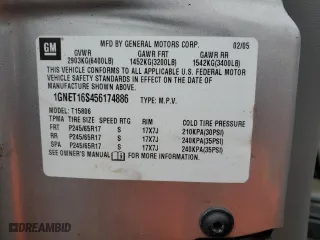 GM
MFD BY GENERAL MOTORS CORP. 02/05
GVWR GAWR FRT GAWR RR
2903KG(6400LB) 1452KG(3200LB) 1542KG(3400LB)
THIS VEHICLE CONFORMS TO ALL APPLICABLE U.S. FEDERAL MOTOR
VEHICLE SAFETY STANDARDS IN EFFECT ON THE DATE OF
MANUFACTURE SHOWN ABOVE.
1GNET16S456174886 TYPE: M.P.V.
MODEL: T15806
TPMA TIRE SIZE SPEED RTG RIM COLD TIRE PRESSURE
FRT P245/65R17 S 17X7J 210KPA(30PSI)
RR P245/65R17 S 17X7J 240KPA(35PSI)
SPA P245/65R17 S 17X7J 240KPA(35PSI)
SEE OWNER'S MANUAL FOR MORE INFORMATION.
DREAMBID